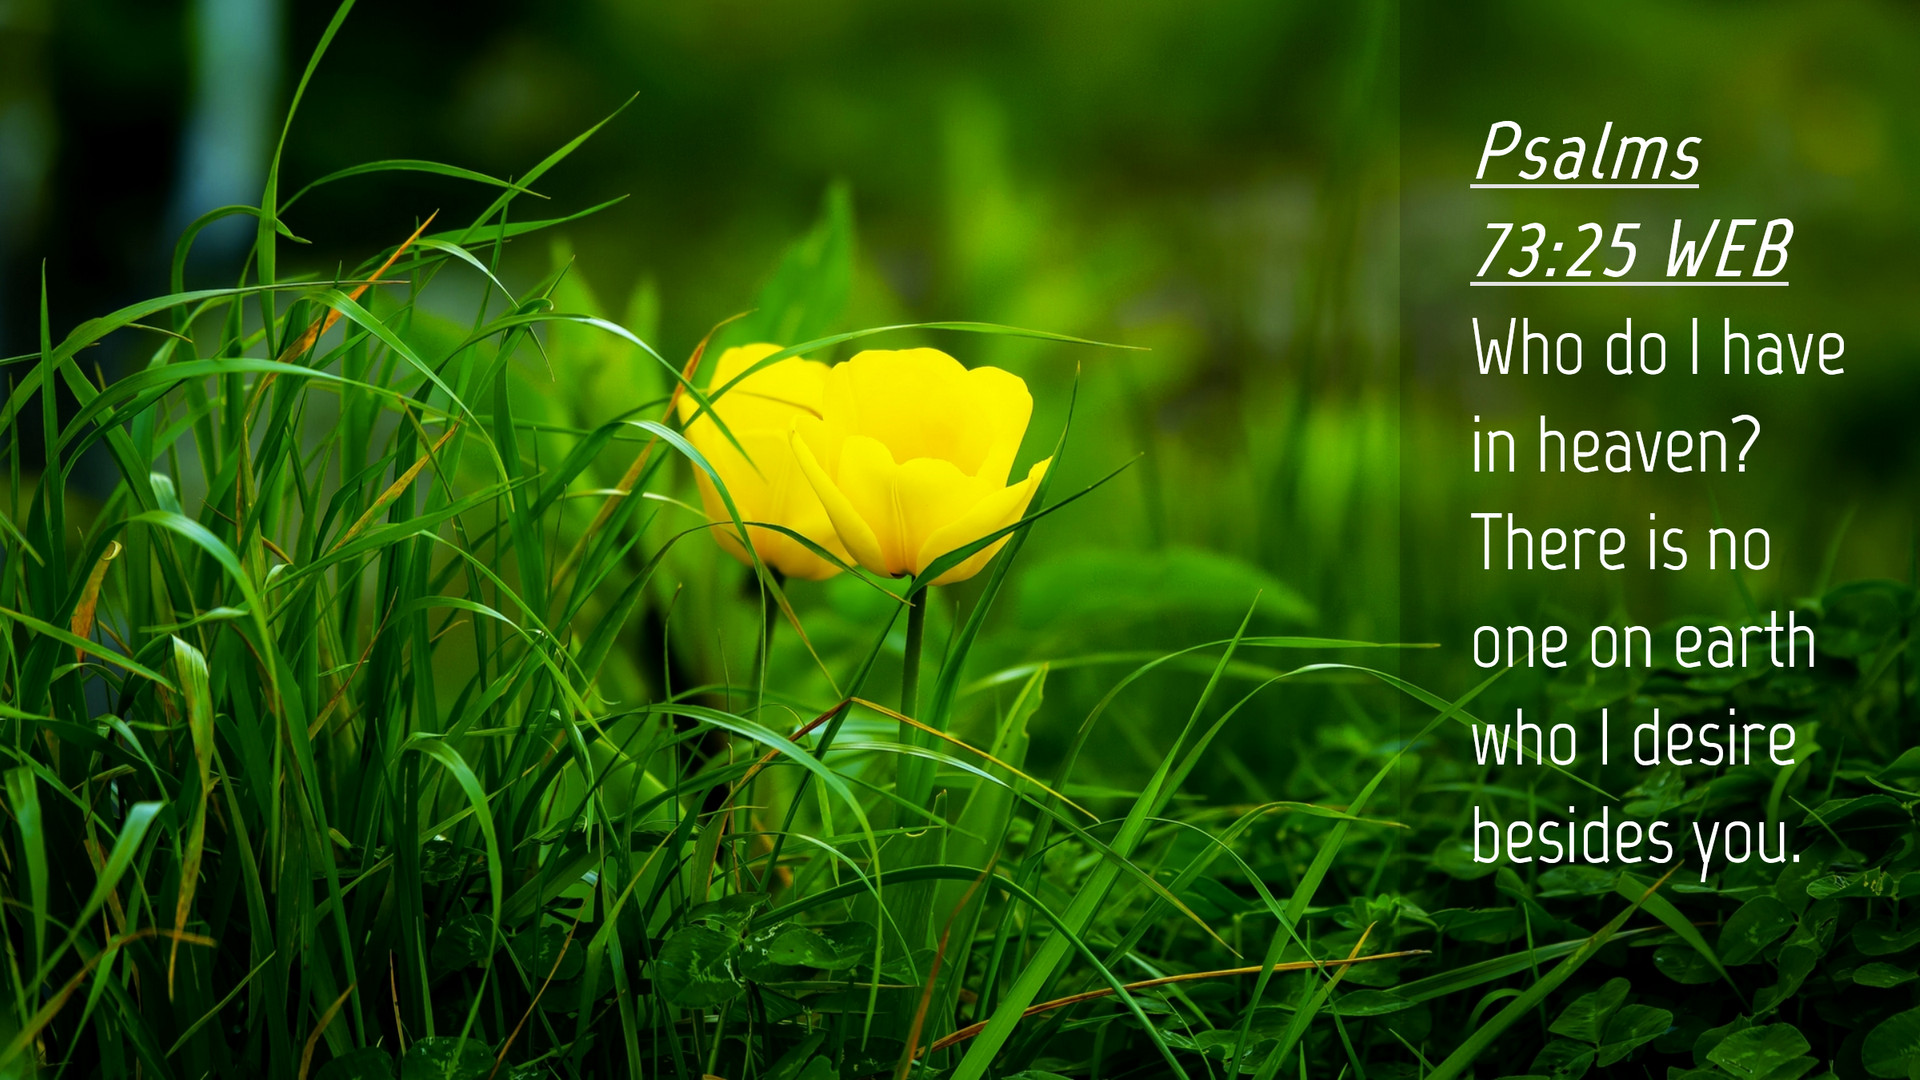 Psalms
73:25 WEB
Who do I have
in heaven?
There is no
one on earth
who I desire
besides you.